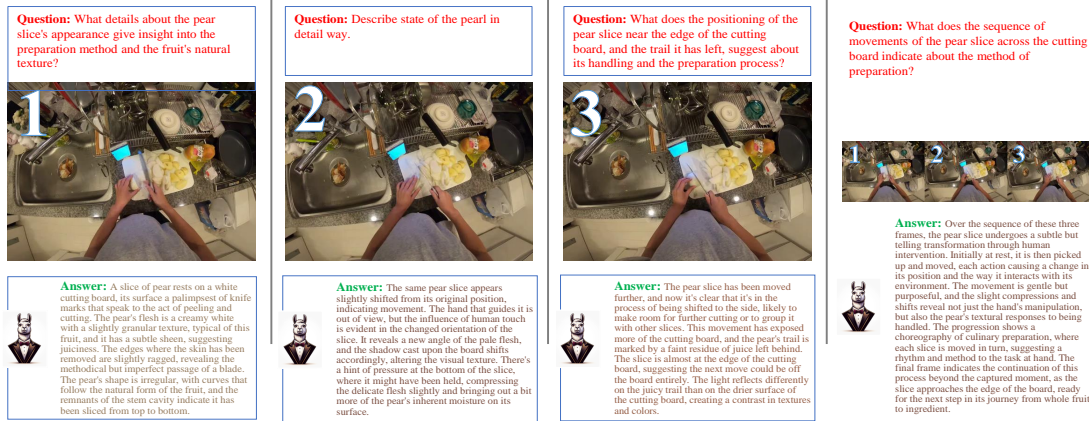 Question: What details about the pear
slice's appearance give insight into the
preparation method and the fruit's natural
texture?
1
Answer: A slice of pear rests on a white
cutting board, its surface a palimpsest of knife
marks that speak to the act of peeling and
cutting. The pear's flesh is a creamy white
with a slightly granular texture, typical of this
fruit, and it has a subtle sheen, suggesting
juiciness. The edges where the skin has been
removed are slightly ragged, revealing the
methodical but imperfect passage of a blade.
The pear's shape is irregular, with curves that
follow the natural form of the fruit, and the
remnants of the stem cavity indicate it has
been sliced from top to bottom.
Question: Describe state of the pearl in
detail way.
2
Answer: The same pear slice appears
slightly shifted from its original position,
indicating movement. The hand that guides it is
out of view, but the influence of human touch
is evident in the changed orientation of the
slice. It reveals a new angle of the pale flesh,
and the shadow cast upon the board shifts
accordingly, altering the visual texture. There's
a hint of pressure at the bottom of the slice,
where it might have been held, compressing
the delicate flesh slightly and bringing out a bit
more of the pear's inherent moisture on its
surface.
Question: What does the positioning of the
pear slice near the edge of the cutting
board, and the trail it has left, suggest about
its handling and the preparation process?
3
Answer: The pear slice has been moved
further, and now it's clear that it's in the
process of being shifted to the side, likely to
make room for further cutting or to group it
with other slices. This movement has exposed
more of the cutting board, and the pear's trail is
marked by a faint residue of juice left behind.
The slice is almost at the edge of the cutting
board, suggesting the next move could be off
the board entirely. The light reflects differently
on the juicy trail than on the drier surface of
the cutting board, creating a contrast in textures
and colors.
Question: What does the sequence of
movements of the pear slice across the cutting
board indicate about the method of
preparation?
1 2 3
Answer: Over the sequence of these three
frames, the pear slice undergoes a subtle but
telling transformation through human
intervention. Initially at rest, it is then picked
up and moved, each action causing a change in
its position and the way it interacts with its
environment. The movement is gentle but
purposeful, and the slight compressions and
shifts reveal not just the hand's manipulation,
but also the pear's textural responses to being
handled. The progression shows a
choreography of culinary preparation, where
each slice is moved in turn, suggesting a
rhythm and method to the task at hand. The
final frame indicates the continuation of this
process beyond the captured moment, as the
slice approaches the edge of the board, ready
for the next step in its journey from whole fruit
to ingredient.